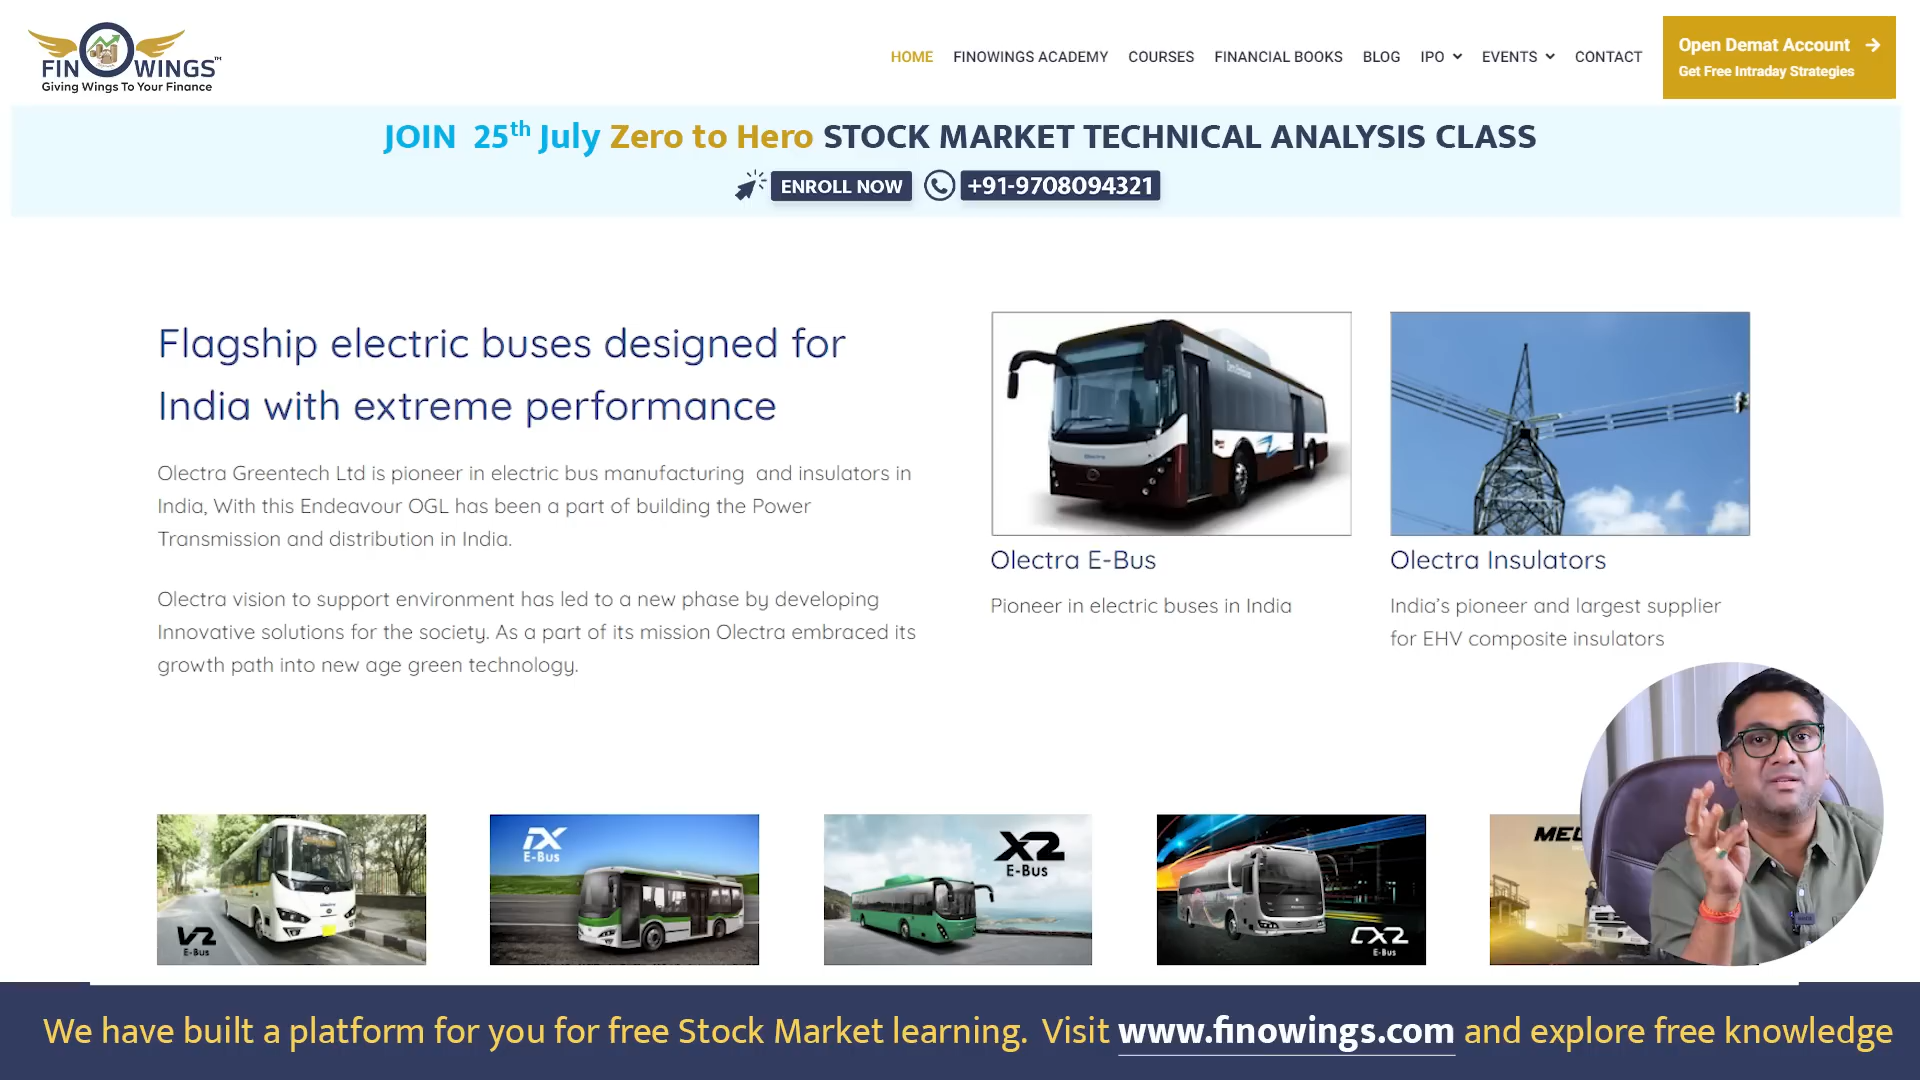 FINOWINGS™
Giving Wings To Your Finance
HOME FINOWINGS ACADEMY COURSES FINANCIAL BOOKS BLOG IPO EVENTS CONTACT
Open Demat Account →
Get Free Intraday Strategies
JOIN 25th July Zero to Hero STOCK MARKET TECHNICAL ANALYSIS CLASS
ENROLL NOW +91-9708094321
Flagship electric buses designed for
India with extreme performance
Olectra Greentech Ltd is pioneer in electric bus manufacturing and insulators in
India, With this Endeavour OGL has been a part of building the Power
Transmission and distribution in India.
Olectra vision to support environment has led to a new phase by developing
Innovative solutions for the society. As a part of its mission Olectra embraced its
growth path into new age green technology.
Olectra E-Bus
Pioneer in electric buses in India
Olectra Insulators
India's pioneer and largest supplier
for EHV composite insulators
V2
E-Bus
iX
E-Bus
X2
E-Bus
CX2
E-Bus
We have built a platform for you for free Stock Market learning. Visit www.finowings.com and explore free knowledge